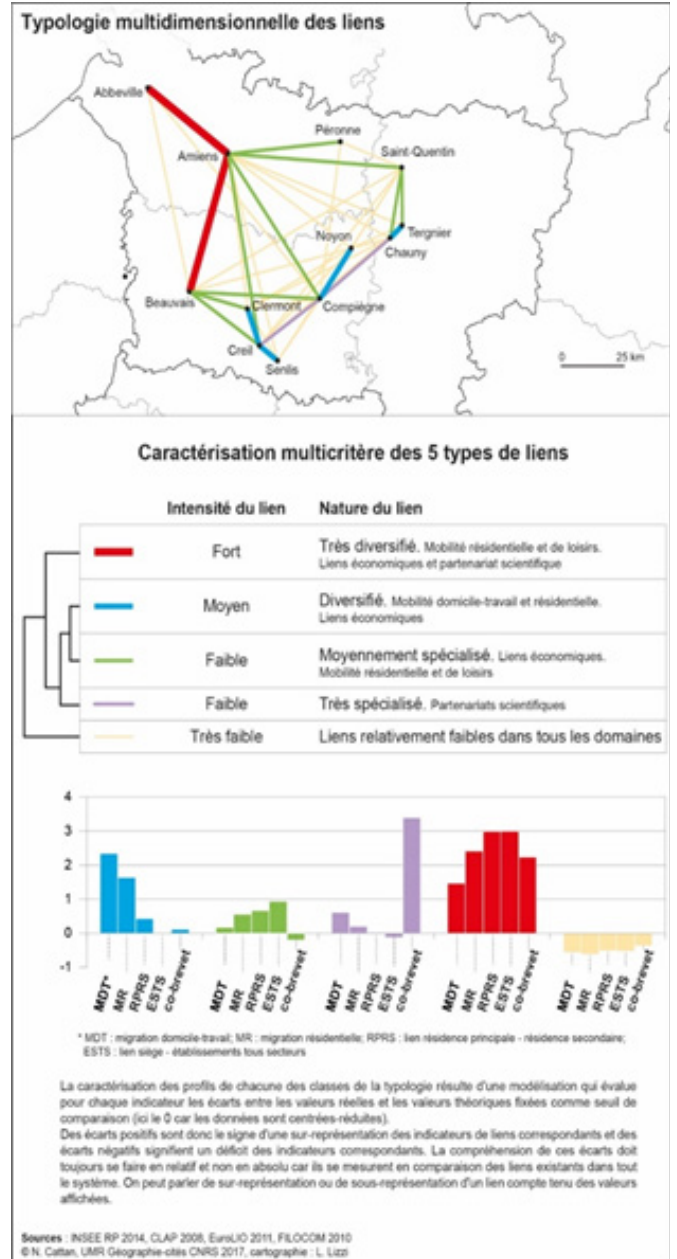 Typologie multidimensionnelle des liens
Abbeville
Péronne
Amiens
Saint-Quentin
Noyon
Tergnier
Chauny
Beauvais
Clermont
Compiègne
Creil
Senlis
0 25 km
Caractérisation multicritère des 5 types de liens
Intensité du lien Nature du lien
Fort Très diversifié. Mobilité résidentielle et de loisirs.
Liens économiques et partenariat scientifique
Moyen Diversifié. Mobilité domicile-travail et résidentielle.
Liens économiques
Faible Moyennement spécialisé. Liens économiques.
Mobilité résidentielle et de loisirs
Faible Très spécialisé. Partenariats scientifiques
Très faible Liens relativement faibles dans tous les domaines
4
3
2
1
0
-1
MDT* MR RPRS ESTS co-brevet MDT MR RPRS ESTS co-brevet MDT MR RPRS ESTS co-brevet MDT MR RPRS ESTS co-brevet MDT MR RPRS ESTS co-brevet
* MDT : migration domicile-travail; MR : migration résidentielle; RPRS : lien résidence principale - résidence secondaire;
ESTS : lien siège - établissements tous secteurs
La caractérisation des profils de chacune des classes de la typologie résulte d'une modélisation qui évalue
pour chaque indicateur les écarts entre les valeurs réelles et les valeurs théoriques fixées comme seuil de
comparaison (ici le 0 car les données sont centrées-réduites).
Des écarts positifs sont donc le signe d'une sur-représentation des indicateurs de liens correspondants et des
écarts négatifs signifient un déficit des indicateurs correspondants. La compréhension de ces écarts doit
toujours se faire en relatif et non en absolu car ils se mesurent en comparaison des liens existants dans tout
le système. On peut parler de sur-représentation ou de sous-représentation d'un lien compte tenu des valeurs
affichées.
Sources : INSEE RP 2014, CLAP 2008, EuroLIO 2011, FILOCOM 2010
© N. Cattan, UMR Géographie-cités CNRS 2017, cartographie : L. Lizzi